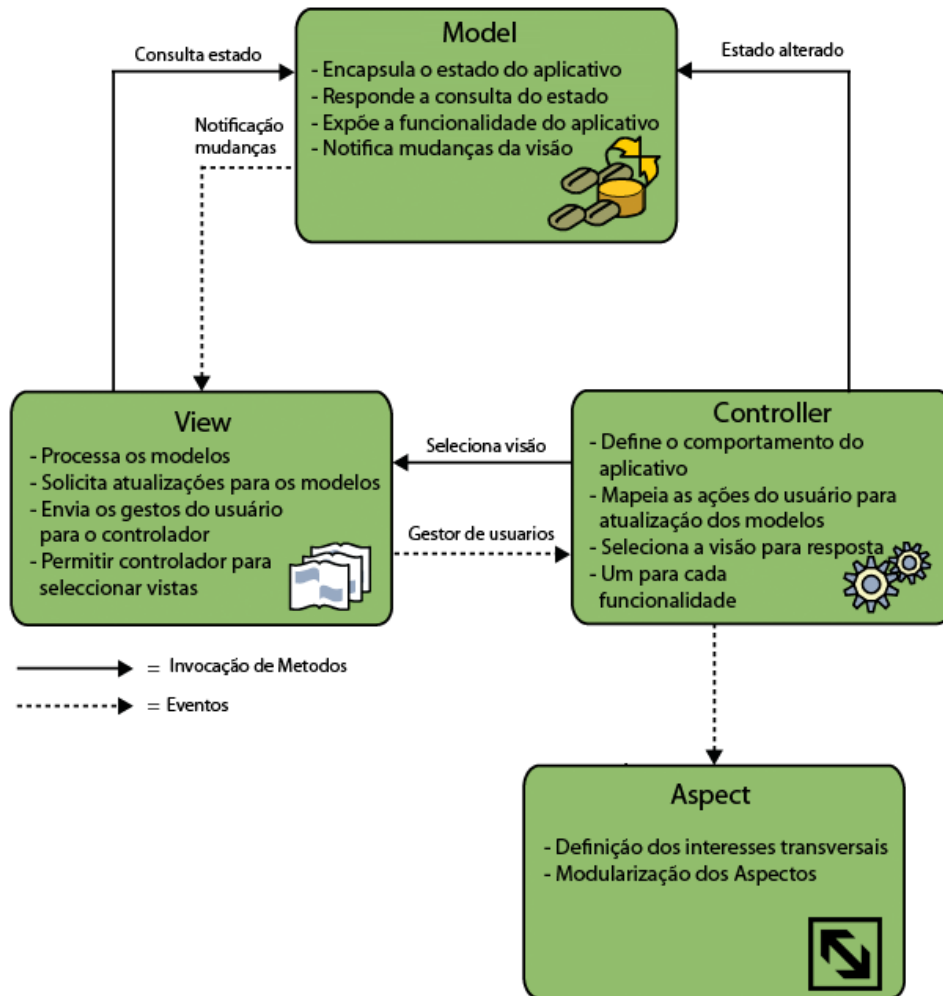 Model
- Encapsula o estado do aplicativo
- Responde a consulta do estado
- Expõe a funcionalidade do aplicativo
- Notifica mudanças da visão
Consulta estado
Estado alterado
Notificação
mudanças
View
- Processa os modelos
- Solicita atualizações para os modelos
- Envia os gestos do usuário
para o controlador
- Permitir controlador para
seleccionar vistas
Seleciona visão
Gestor de usuarios
Controller
- Define o comportamento do
aplicativo
- Mapeia as ações do usuário para
atualização dos modelos
- Seleciona a visão para resposta
- Um para cada
funcionalidade
= Invocação de Metodos
= Eventos
Aspect
- Definição dos interesses transversais
- Modularização dos Aspectos